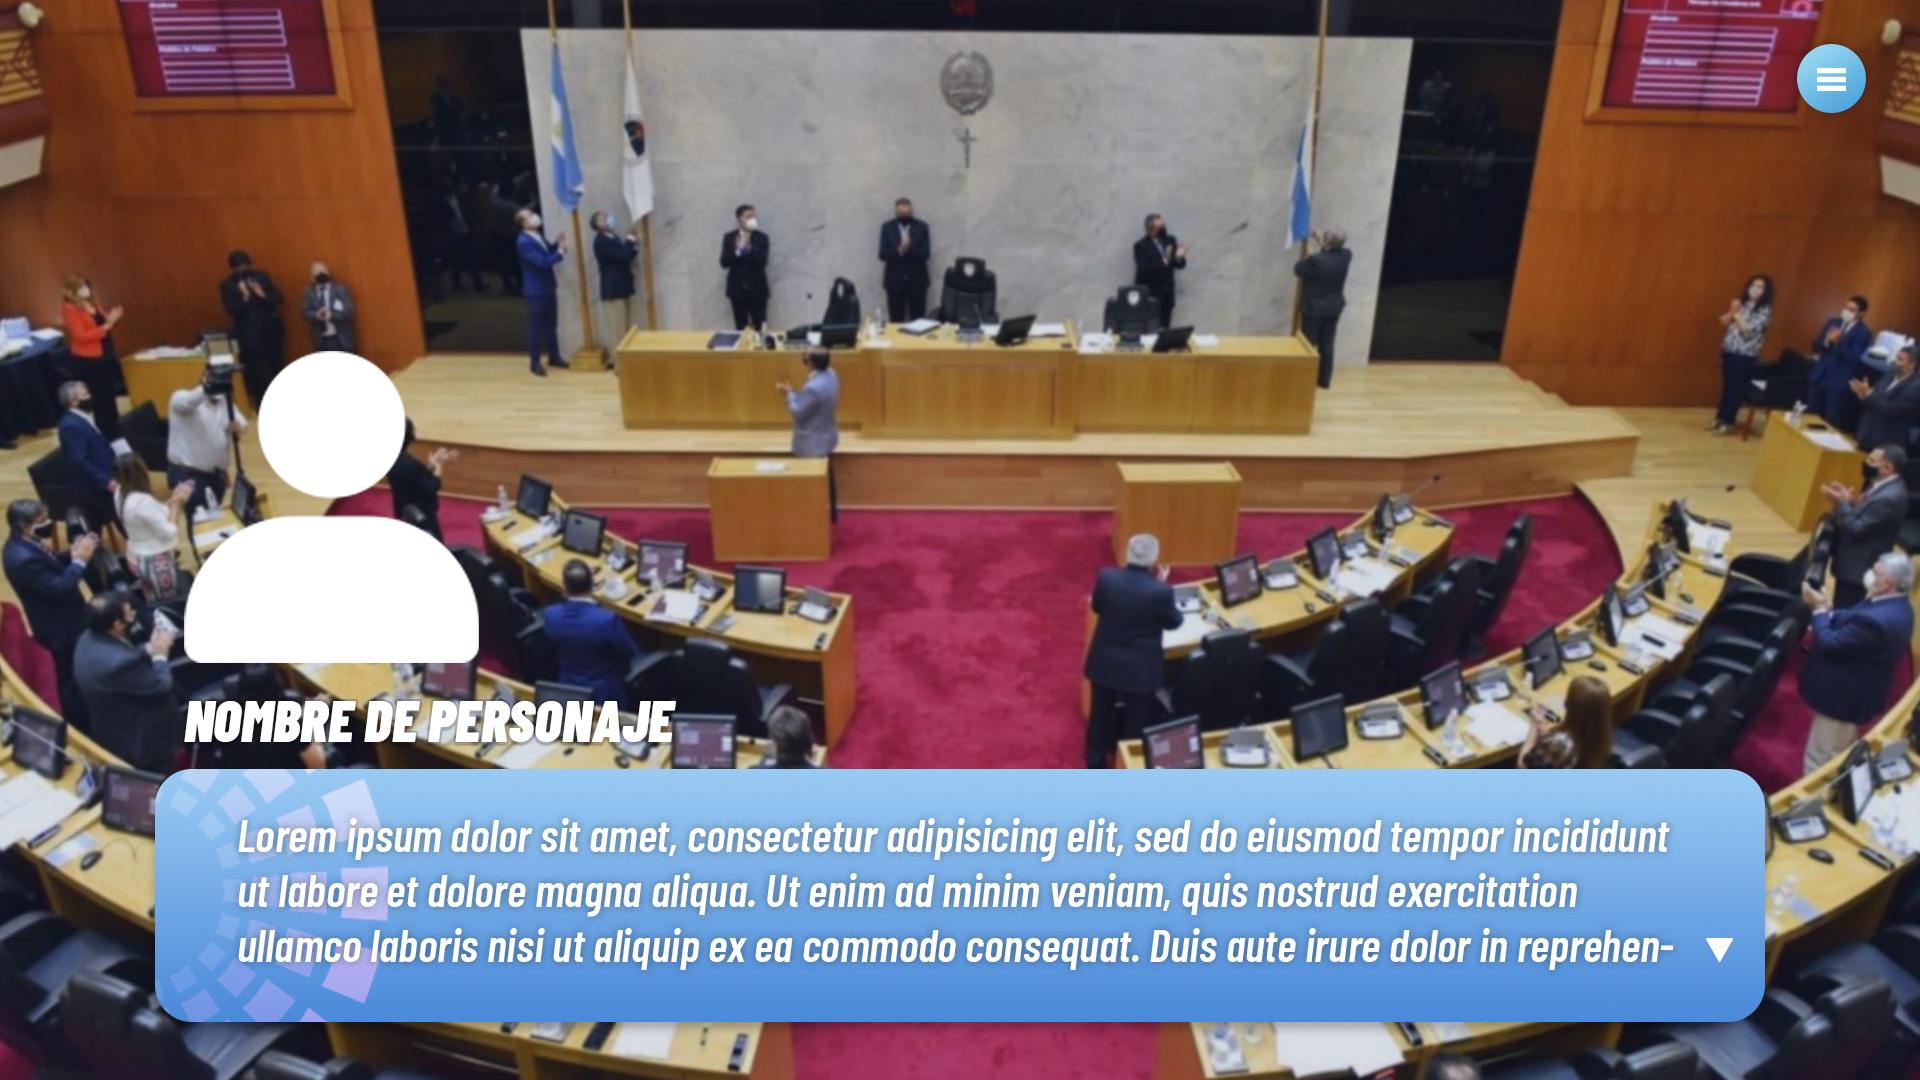 NOMBRE DE PERSONAJE
Lorem ipsum dolor sit amet, consectetur adipisicing elit, sed do eiusmod tempor incididunt
ut labore et dolore magna aliqua. Ut enim ad minim veniam, quis nostrud exercitation
ullamco laboris nisi ut aliquip ex ea commodo consequat. Duis aute irure dolor in reprehen-